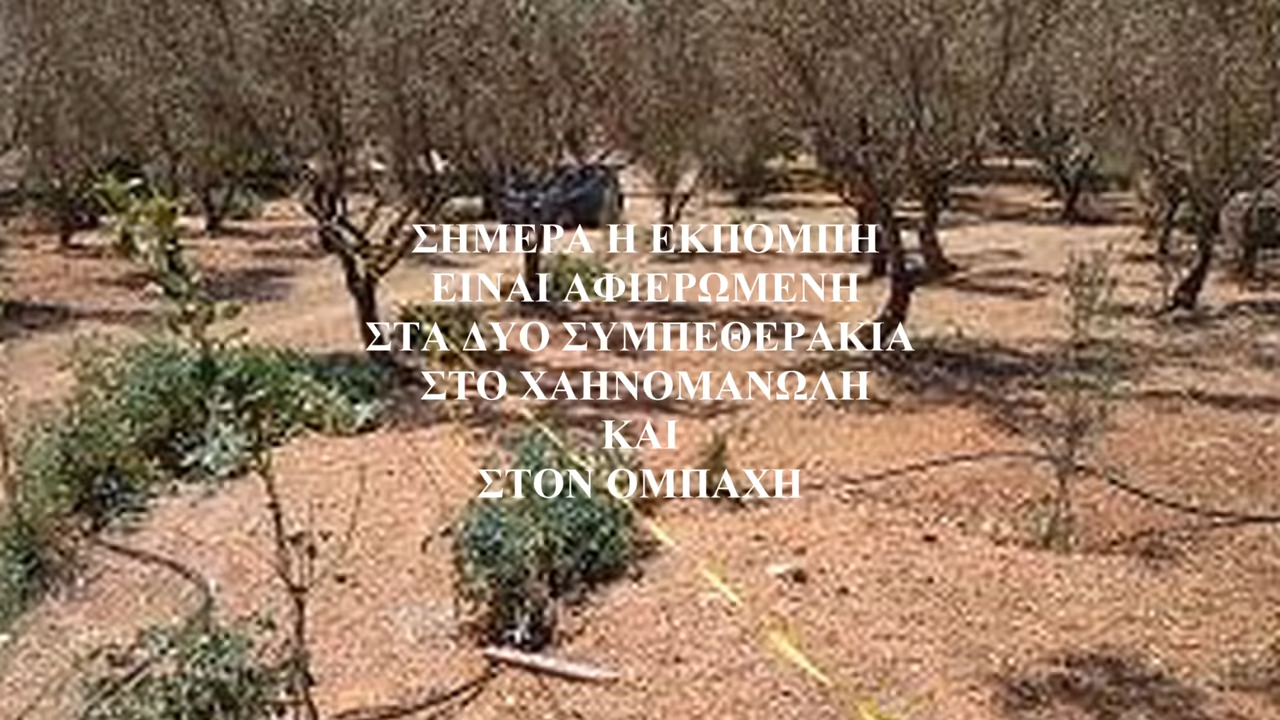 ΣΗΜΕΡΑ Η ΕΚΠΟΜΠΗ
ΕΙΝΑΙ ΑΦΙΕΡΩΜΕΝΗ
ΣΤΑ ΔΥΟ ΣΥΜΠΕΘΕΡΑΚΙΑ
ΣΤΟ ΧΑΗΝΟΜΑΝΩΛΗ
ΚΑΙ
ΣΤΟΝ ΟΜΠΑΧΗ